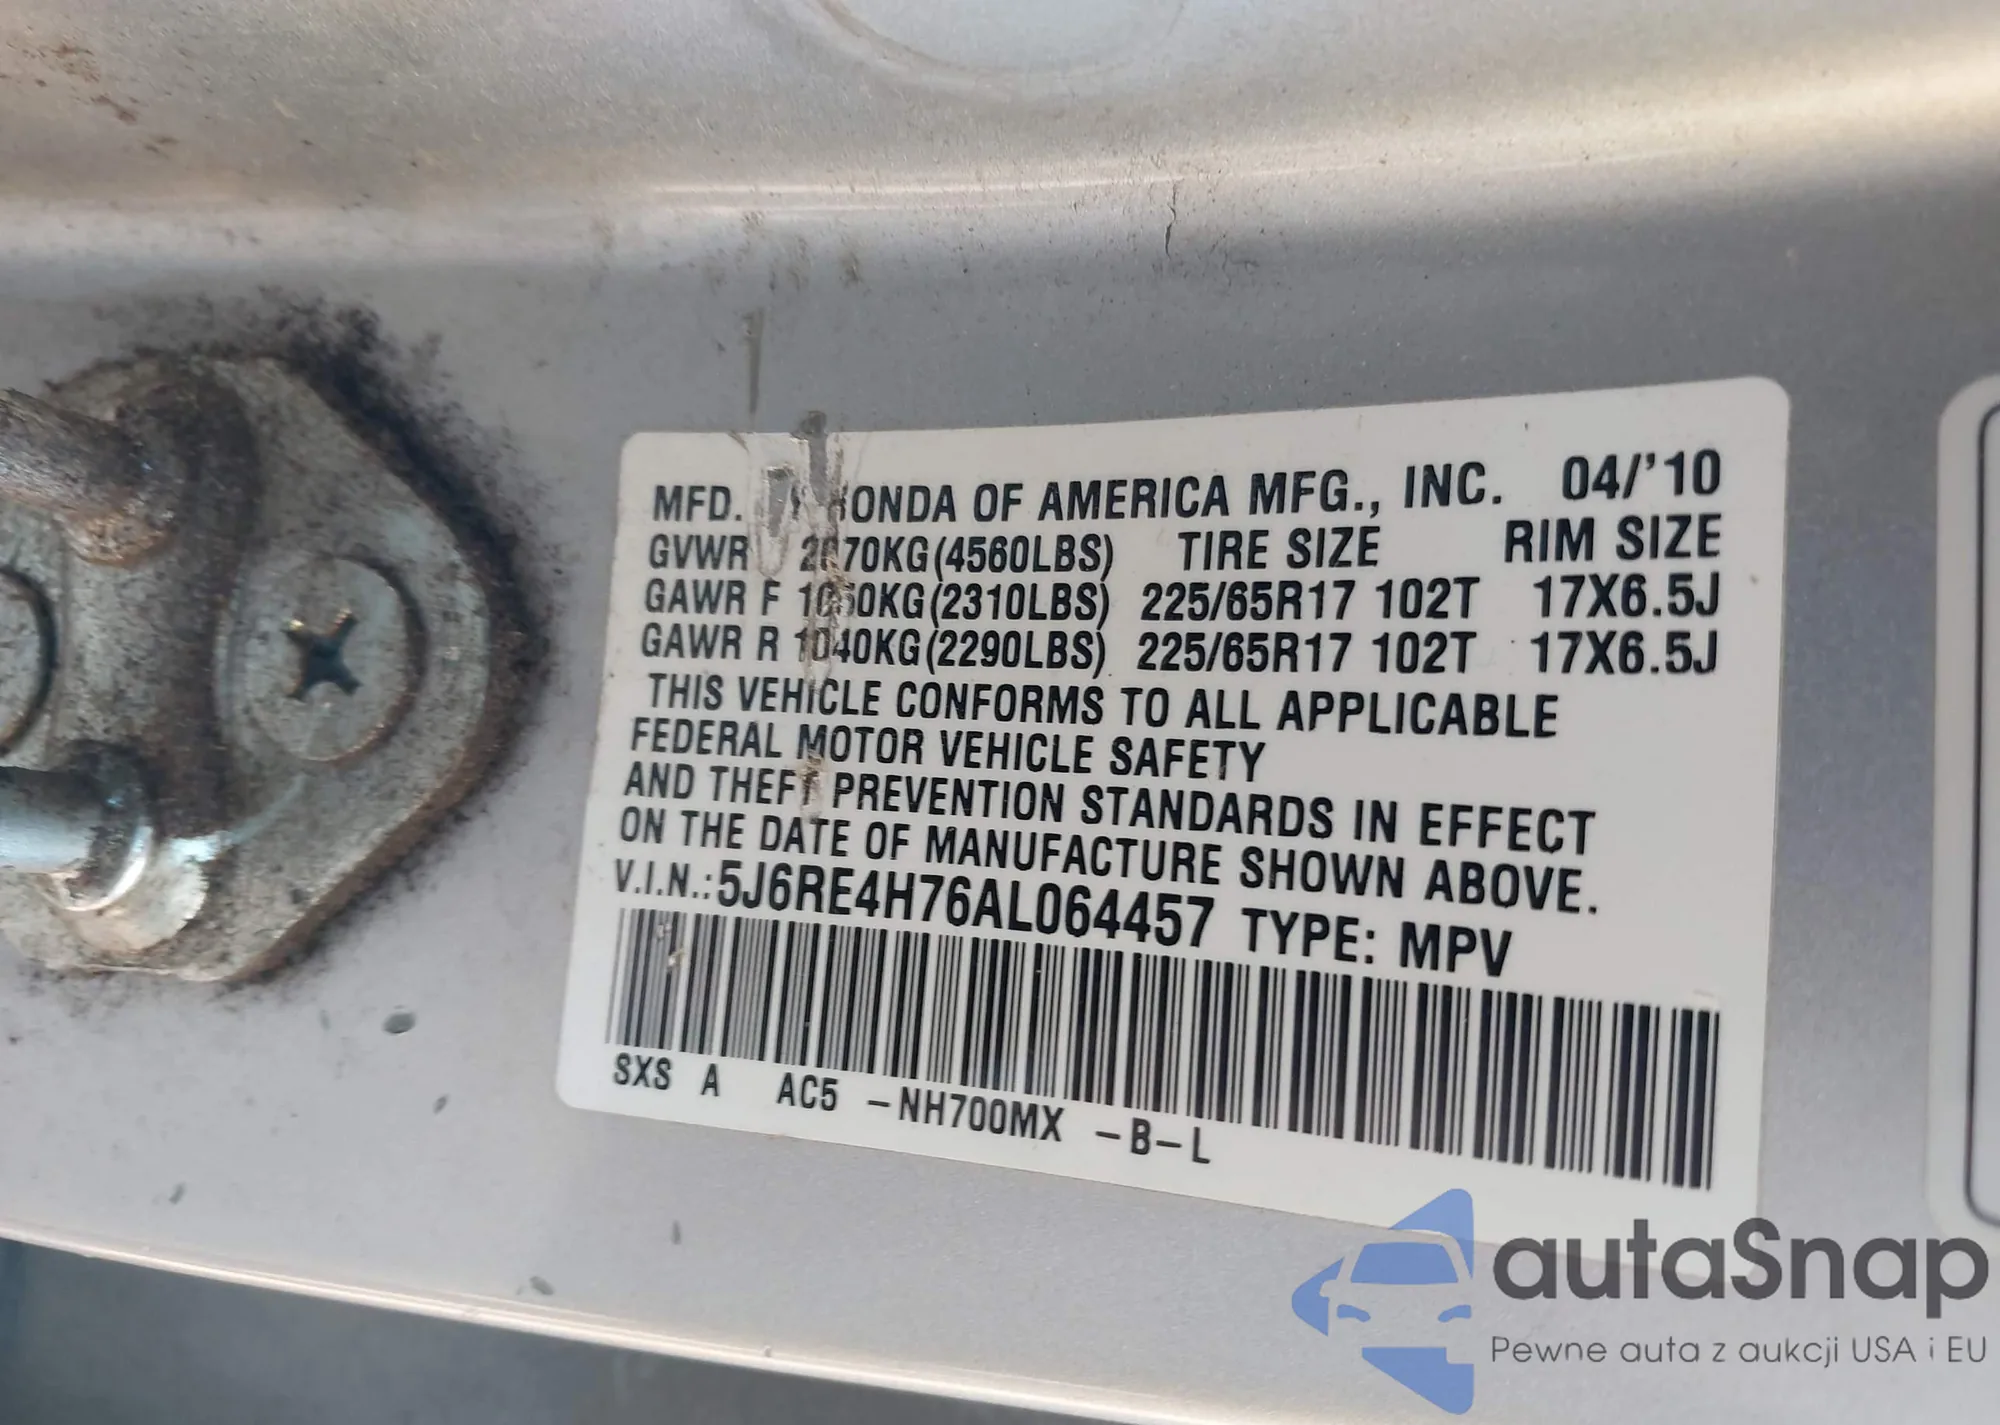 MFD. HONDA OF AMERICA MFG., INC. 04/'10
GVWR 2070KG(4560LBS) TIRE SIZE RIM SIZE
GAWR F 1050KG(2310LBS) 225/65R17 102T 17X6.5J
GAWR R 1040KG(2290LBS) 225/65R17 102T 17X6.5J
THIS VEHICLE CONFORMS TO ALL APPLICABLE
FEDERAL MOTOR VEHICLE SAFETY
AND THEFT PREVENTION STANDARDS IN EFFECT
ON THE DATE OF MANUFACTURE SHOWN ABOVE.
V.I.N.:5J6RE4H76AL064457 TYPE: MPV
SXS A AC5 -NH700MX -B-L
autaSnap
Pewne auta z aukcji USA i EU